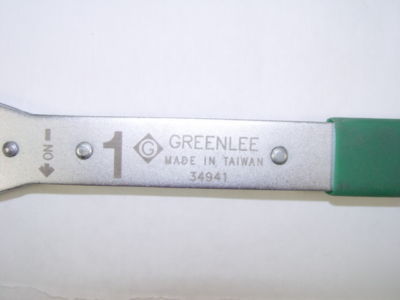 ON
1
G GREENLEE
MADE IN TAIWAN
34941